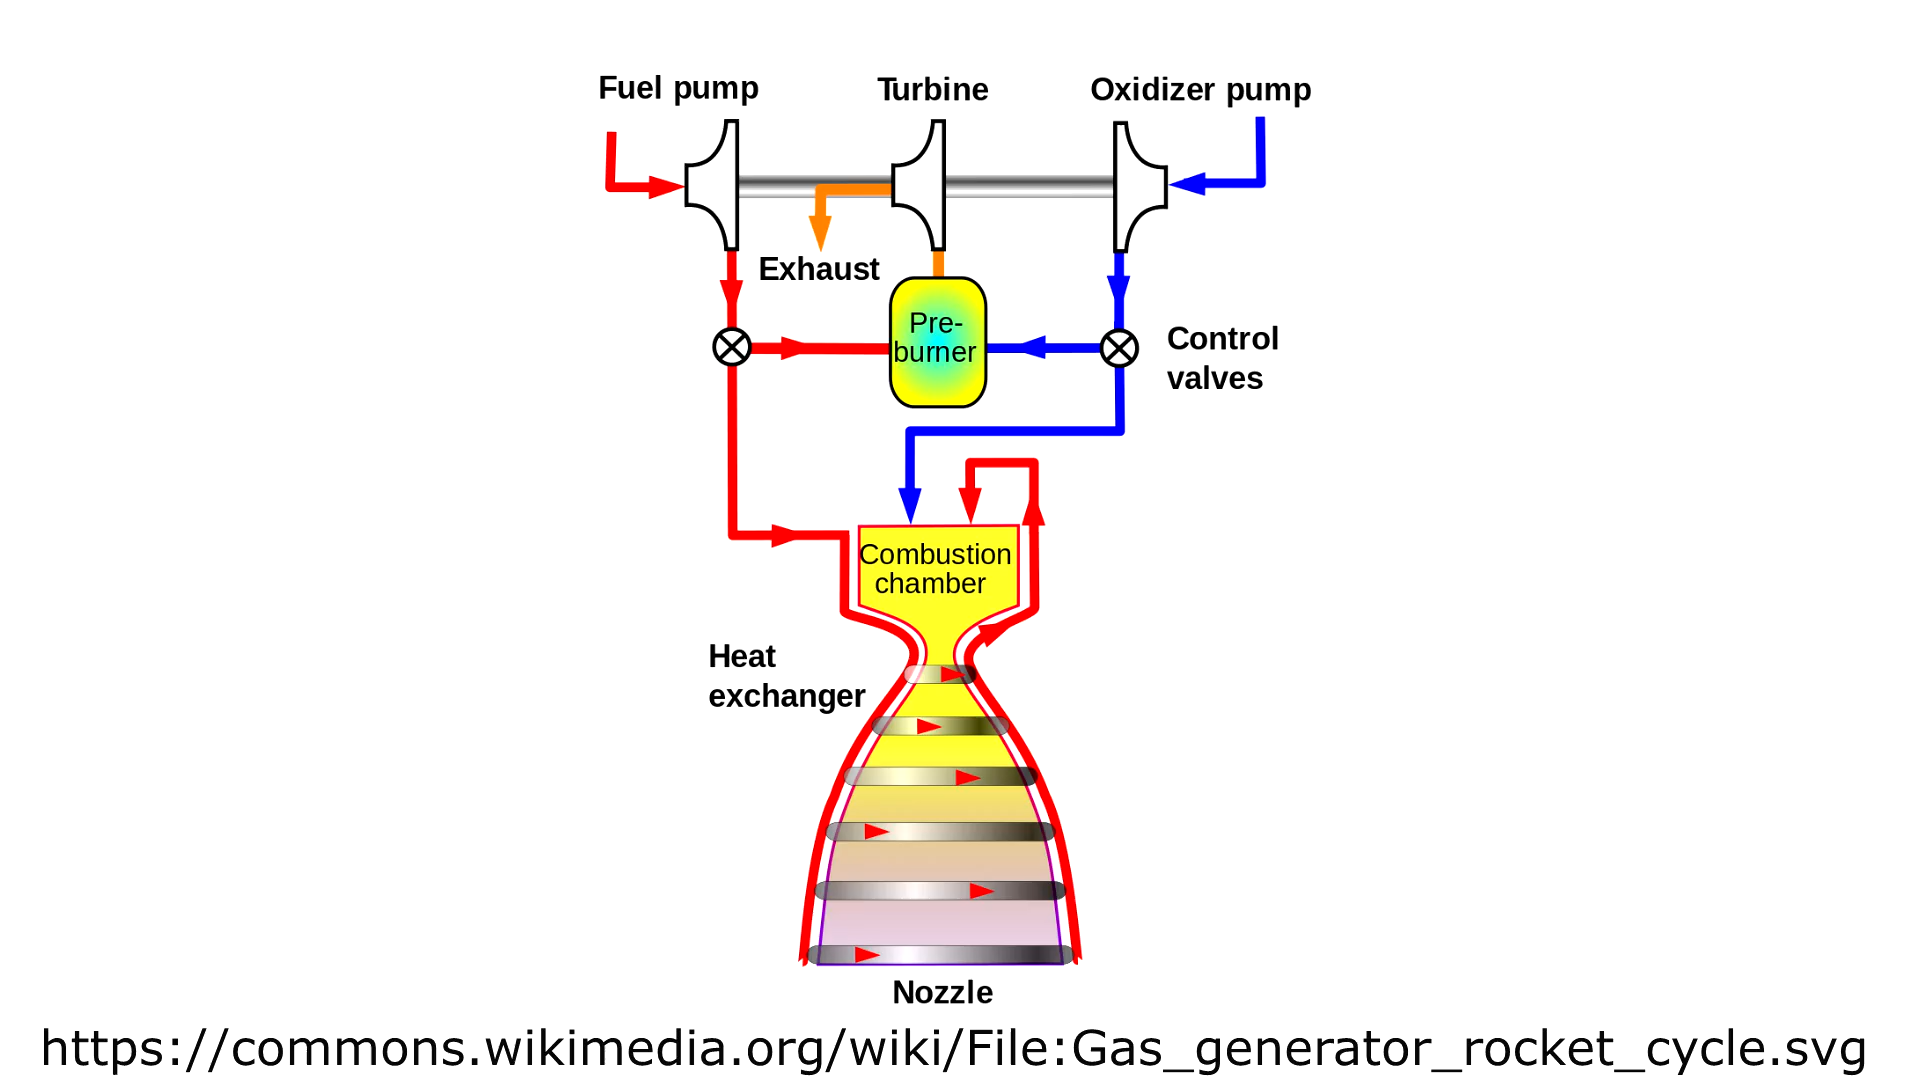 Fuel pump
Turbine
Oxidizer pump
Exhaust
Pre-
burner
Control
valves
Combustion
chamber
Heat
exchanger
Nozzle
https://commons.wikimedia.org/wiki/File:Gas_generator_rocket_cycle.svg